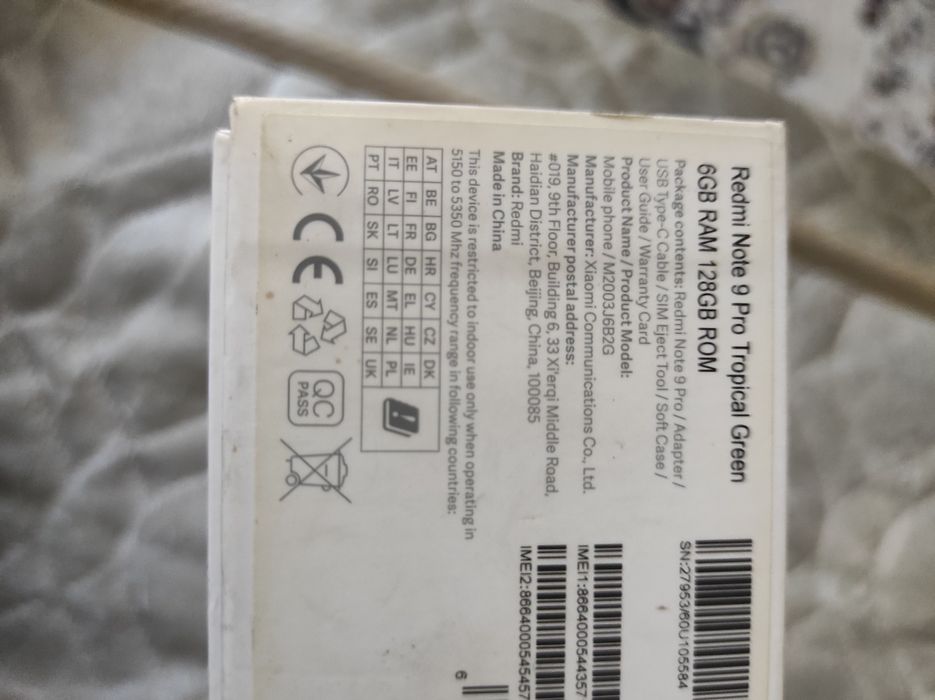 Redmi Note 9 Pro Tropical Green
6GB RAM 128GB ROM
Package contents: Redmi Note 9 Pro / Adapter /
USB Type-C Cable / SIM Eject Tool / Soft Case /
User Guide / Warranty Card
Product Name / Product Model:
Mobile phone / M2003J6B2G
Manufacturer: Xiaomi Communications Co., Ltd.
Manufacturer postal address:
#019, 9th Floor, Building 6, 33 Xi'erqi Middle Road,
Haidian District, Beijing, China, 100085
Brand: Redmi
Made in China
This device is restricted to indoor use only when operating in
5150 to 5350 Mhz frequency range in following countries:
AT BE BG HR CY CZ DK
EE FI FR DE EL HU IE
IT LV LT LU MT NL PL
PT RO SK SI ES SE UK
!
CE
QC
PASS
SN:27953/60U105584
IMEI1:8664000544357
IMEI2:8664000545457
6